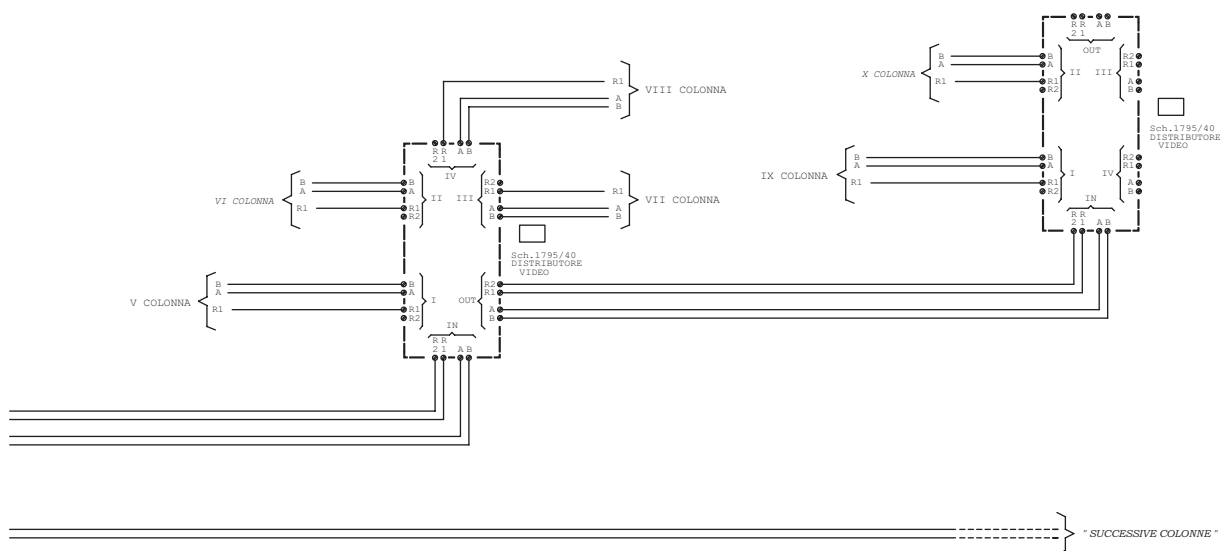 R R A B
2 1
OUT
B
A
R1
X COLONNA
B
A
R1
R2
II
III
R2
R1
A
B
Sch.1795/40
DISTRIBUTORE
VIDEO
R1
A
B
VIII COLONNA
R R A B
2 1
IV
B
A
R1
VI COLONNA
B
A
R1
R2
II
III
R2
R1
A
B
R1
A
B
VII COLONNA
B
A
R1
IX COLONNA
B
A
R1
R2
I
IV
R2
R1
A
B
IN
R R A B
2 1
Sch.1795/40
DISTRIBUTORE
VIDEO
B
A
R1
V COLONNA
B
A
R1
R2
I
OUT
R2
R1
A
B
IN
R R A B
2 1
" SUCCESSIVE COLONNE "